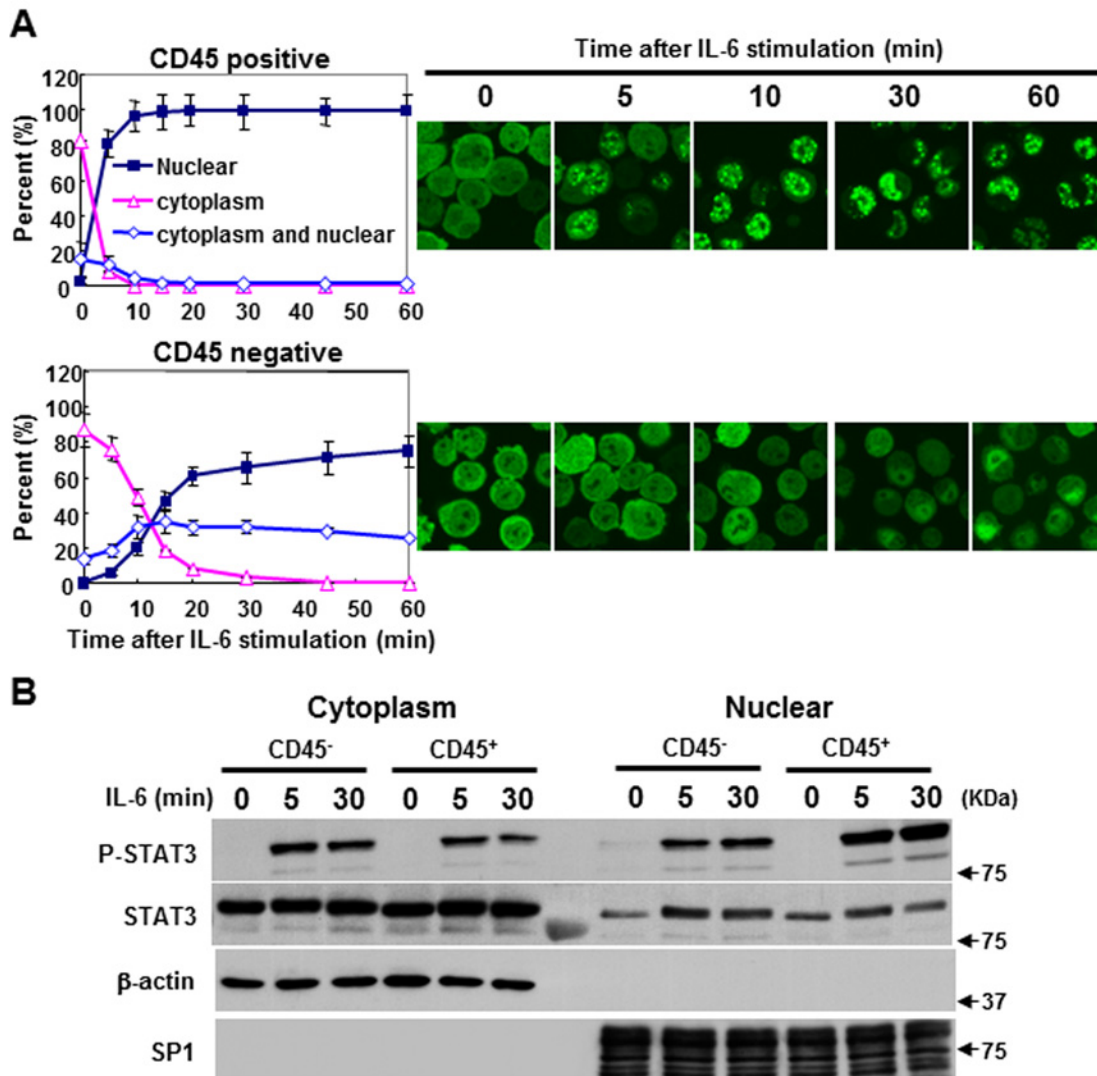 A
CD45 positive
Time after IL-6 stimulation (min)
0 5 10 30 60
120
100
80
60
40
20
0
Percent (%)
Nuclear
cytoplasm
cytoplasm and nuclear
0 10 20 30 40 50 60
CD45 negative
120
100
80
60
40
20
0
Percent (%)
0 10 20 30 40 50 60
Time after IL-6 stimulation (min)
B
Cytoplasm Nuclear
CD45- CD45+ CD45- CD45+
IL-6 (min) 0 5 30 0 5 30 0 5 30 0 5 30 (KDa)
P-STAT3
75
STAT3
75
β-actin
37
SP1 75